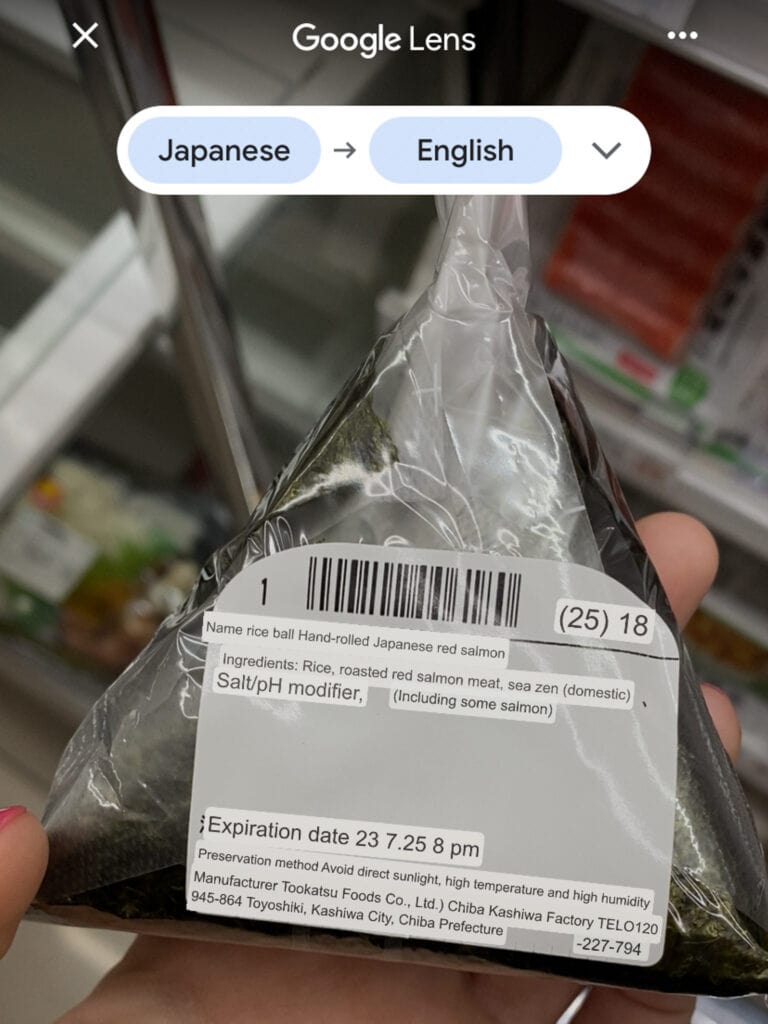 Google Lens
Japanese → English
1
(25) 18
Name rice ball Hand-rolled Japanese red salmon
Ingredients: Rice, roasted red salmon meat, sea zen (domestic)
Salt/pH modifier, (Including some salmon)
Expiration date 23 7.25 8 pm
Preservation method Avoid direct sunlight, high temperature and high humidity
Manufacturer Tookatsu Foods Co., Ltd.) Chiba Kashiwa Factory TELO120
945-864 Toyoshiki, Kashiwa City, Chiba Prefecture -227-794